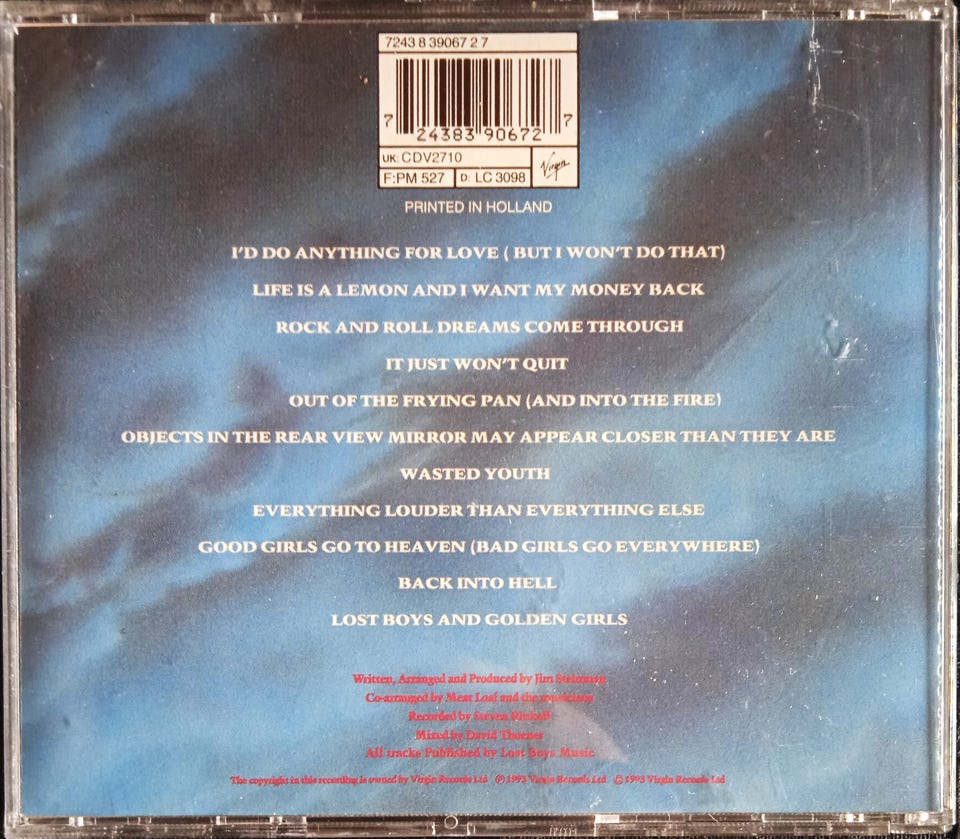 7243 8 39067 2 7
7 24383 90672 7
UK: CDV2710
F: PM 527 D: LC 3098 Virgin
PRINTED IN HOLLAND
I'D DO ANYTHING FOR LOVE ( BUT I WON'T DO THAT)
LIFE IS A LEMON AND I WANT MY MONEY BACK
ROCK AND ROLL DREAMS COME THROUGH
IT JUST WON'T QUIT
OUT OF THE FRYING PAN (AND INTO THE FIRE)
OBJECTS IN THE REAR VIEW MIRROR MAY APPEAR CLOSER THAN THEY ARE
WASTED YOUTH
EVERYTHING LOUDER THAN EVERYTHING ELSE
GOOD GIRLS GO TO HEAVEN (BAD GIRLS GO EVERYWHERE)
BACK INTO HELL
LOST BOYS AND GOLDEN GIRLS
Written, Arranged and Produced by Jim Steinman
Co-arranged by Meat Loaf and the musicians
Recorded by Steven Rinkoff
Mixed by David Thoener
All tracks Published by Lost Boys Music
The copyright in this recording is owned by Virgin Records Ltd ℗ 1993 Virgin Records Ltd © 1993 Virgin Records Ltd